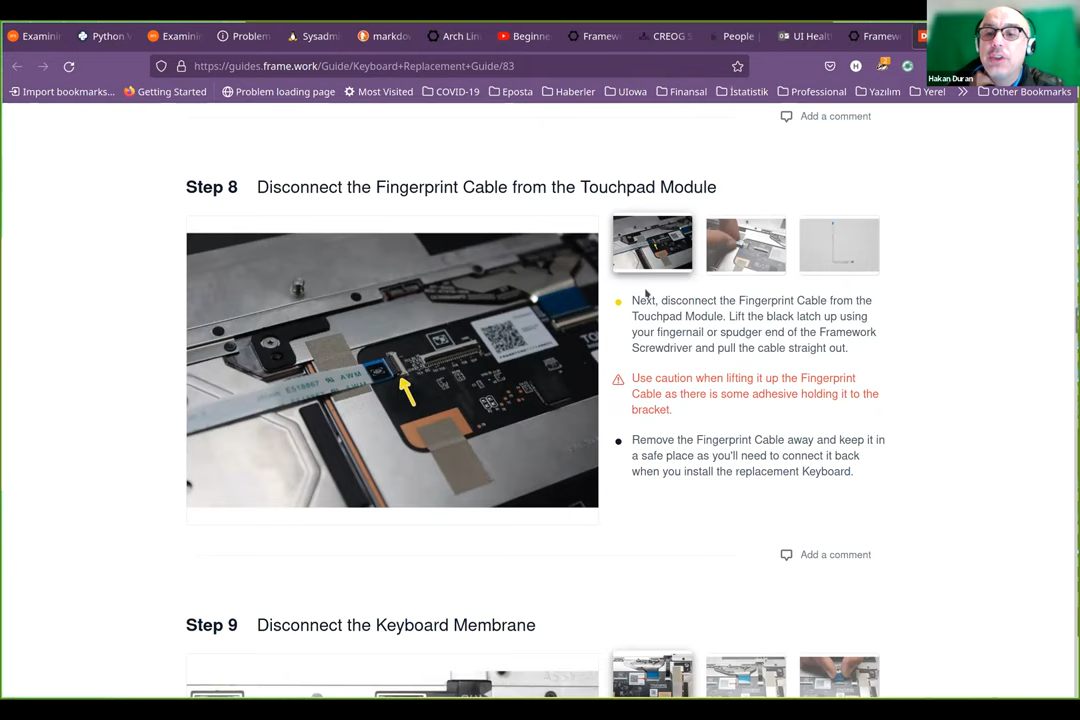 Examinin
Python V
Examinin
Problem
Sysadmi
markdo
Arch Lin
Beginne
Framew
CREOG S
People |
UI Healt
Framew
https://guides.frame.work/Guide/Keyboard+Replacement+Guide/83
Hakan Duran
Import bookmarks... Getting Started Problem loading page Most Visited COVID-19 Eposta Haberler UIowa Finansal İstatistik Professional Yazılım Yerel Other Bookmarks
Add a comment
Step 8 Disconnect the Fingerprint Cable from the Touchpad Module
E518867 AWM
Next, disconnect the Fingerprint Cable from the
Touchpad Module. Lift the black latch up using
your fingernail or spudger end of the Framework
Screwdriver and pull the cable straight out.
Use caution when lifting it up the Fingerprint
Cable as there is some adhesive holding it to the
bracket.
Remove the Fingerprint Cable away and keep it in
a safe place as you'll need to connect it back
when you install the replacement Keyboard.
Add a comment
Step 9 Disconnect the Keyboard Membrane